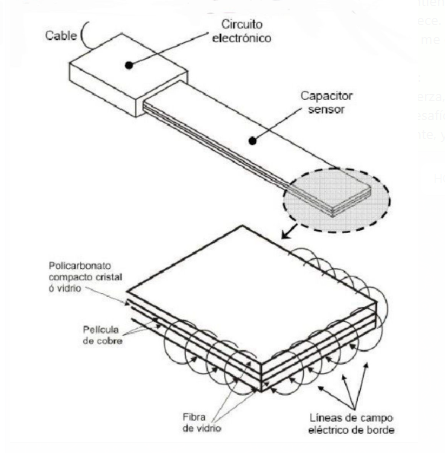 Cable
Circuito
electrónico
Capacitor
sensor
Policarbonato
compacto cristal
ó vidrio
Película
de cobre
Fibra
de vidrio
Líneas de campo
eléctrico de borde